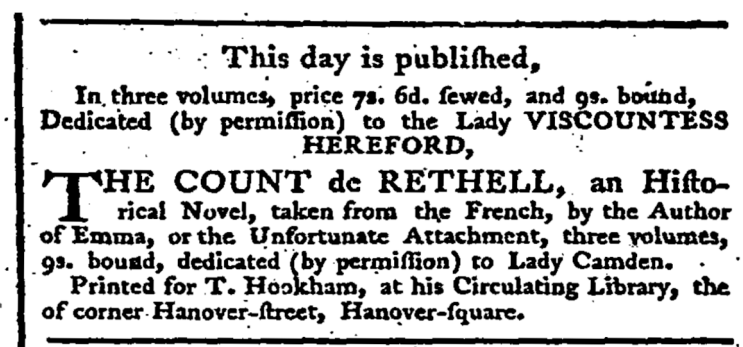 This day is publiſhed,
In three volumes, price 7s. 6d. ſewed, and 9s. bound,
Dedicated (by permiſſion) to the Lady VISCOUNTESS
HEREFORD,
THE COUNT de RETHELL, an Hiſto-
rical Novel, taken from the French, by the Author
of Emma, or the Unfortunate Attachment, three volumes,
9s. bound, dedicated (by permiſſion) to Lady Camden.
Printed for T. Hookham, at his Circulating Library, the
of corner Hanover-ſtreet, Hanover-ſquare.